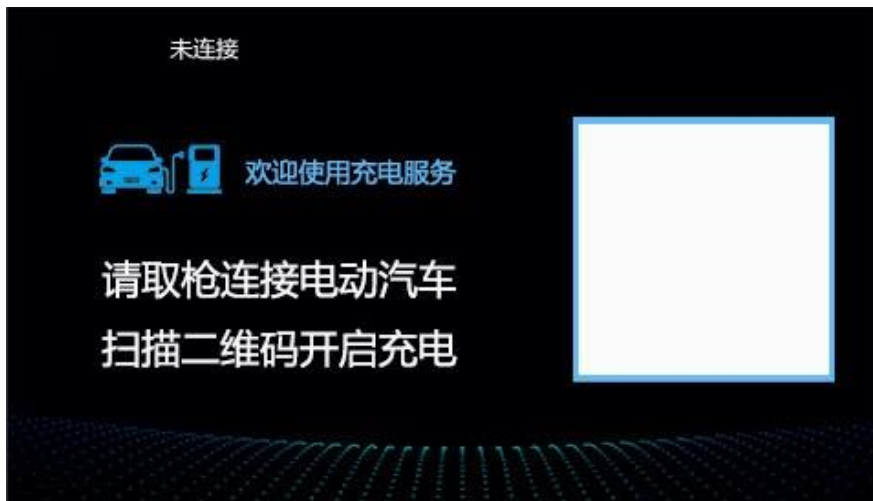 未连接
欢迎使用充电服务
请取枪连接电动汽车
扫描二维码开启充电